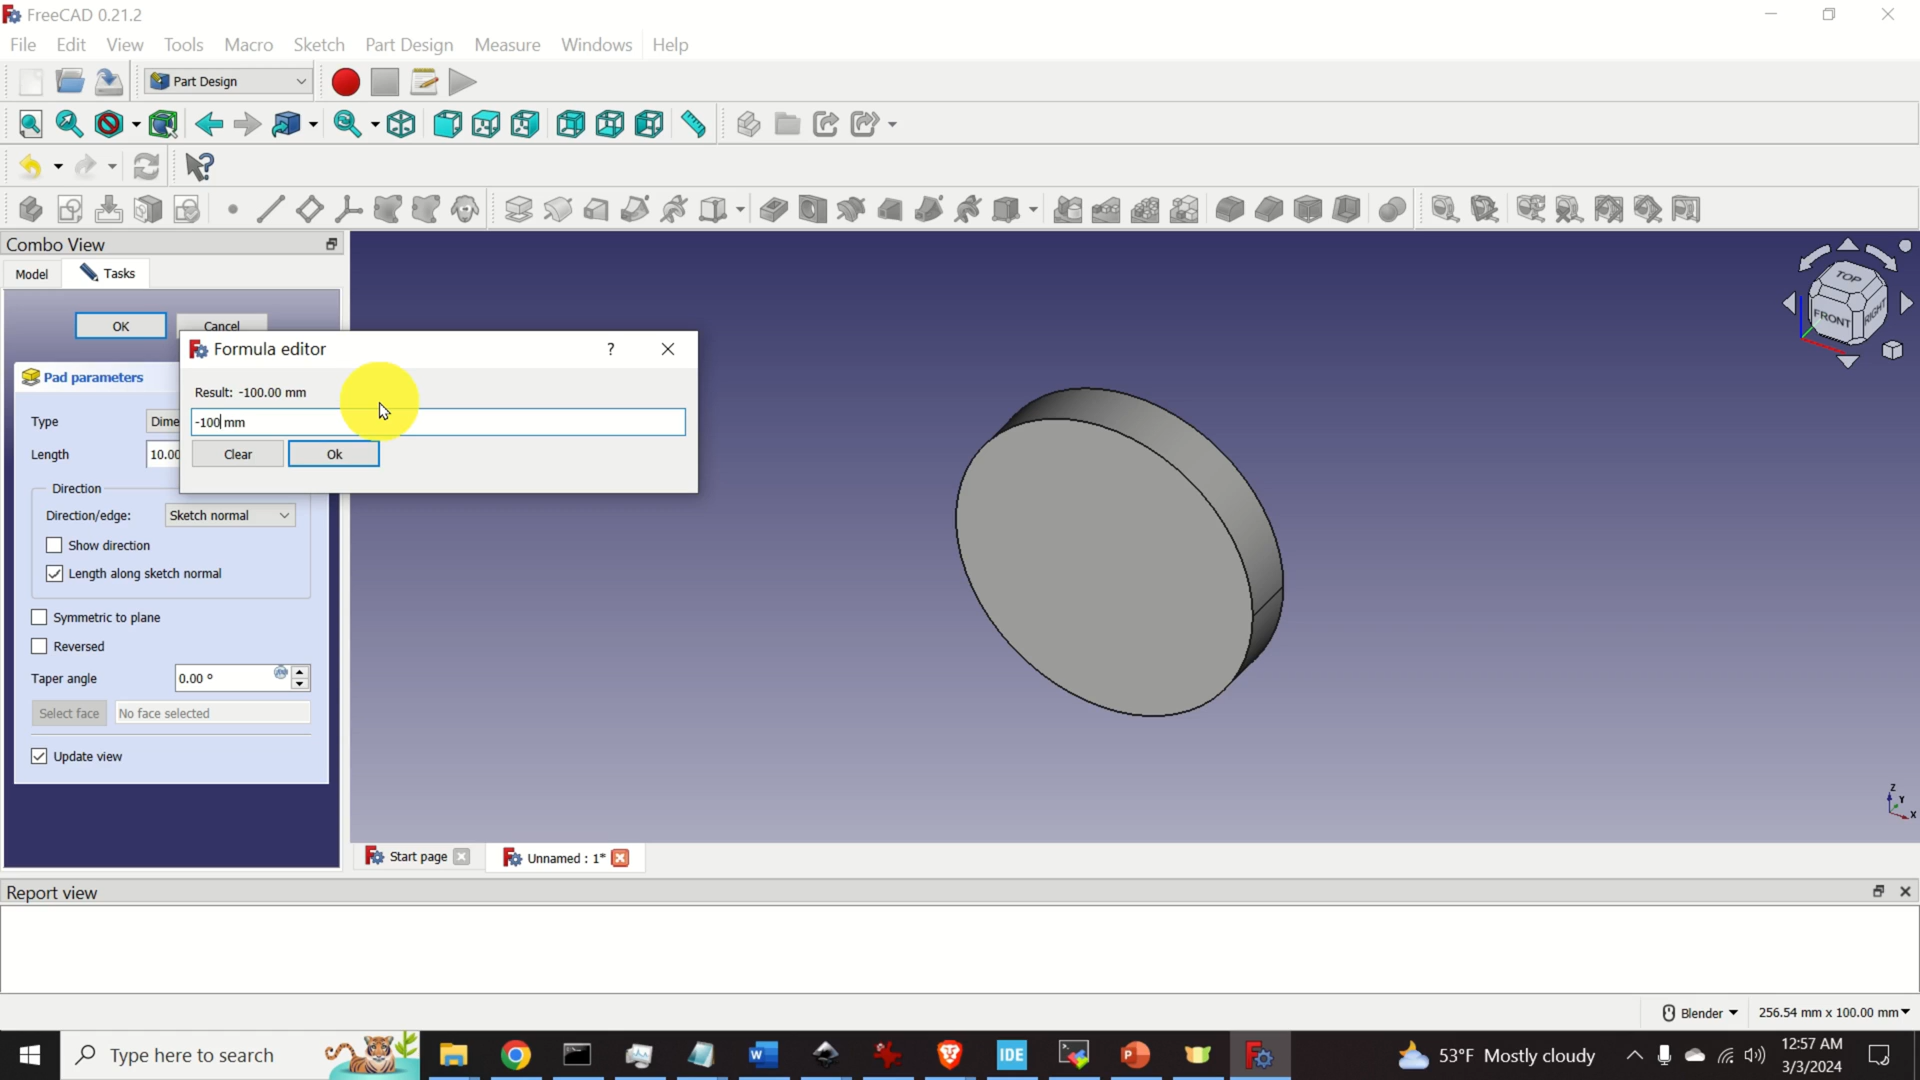 FreeCAD 0.21.2
File Edit View Tools Macro Sketch Part Design Measure Windows Help
Part Design
Combo View
Model Tasks
OK Cancel
Formula editor ?
Result: -100.00 mm
-100 mm
Clear Ok
Pad parameters
Type Dime
Length 10.00
Direction
Direction/edge: Sketch normal
Show direction
Length along sketch normal
Symmetric to plane
Reversed
Taper angle 0.00 °
Select face No face selected
Update view
TOP
FRONT RIGHT
Z
Y
X
Start page Unnamed : 1*
Report view
Blender 256.54 mm x 100.00 mm
Type here to search
W IDE P
53°F Mostly cloudy
12:57 AM
3/3/2024